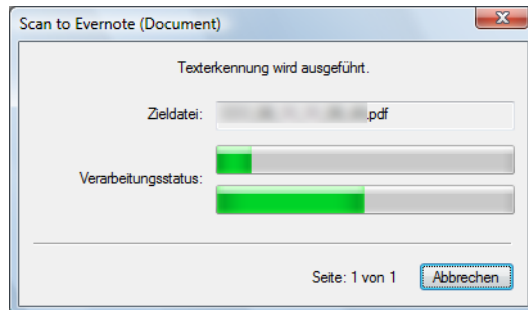 Scan to Evernote (Document)
Texterkennung wird ausgeführt.
Zieldatei: .pdf
Verarbeitungsstatus:
Seite: 1 von 1 Abbrechen